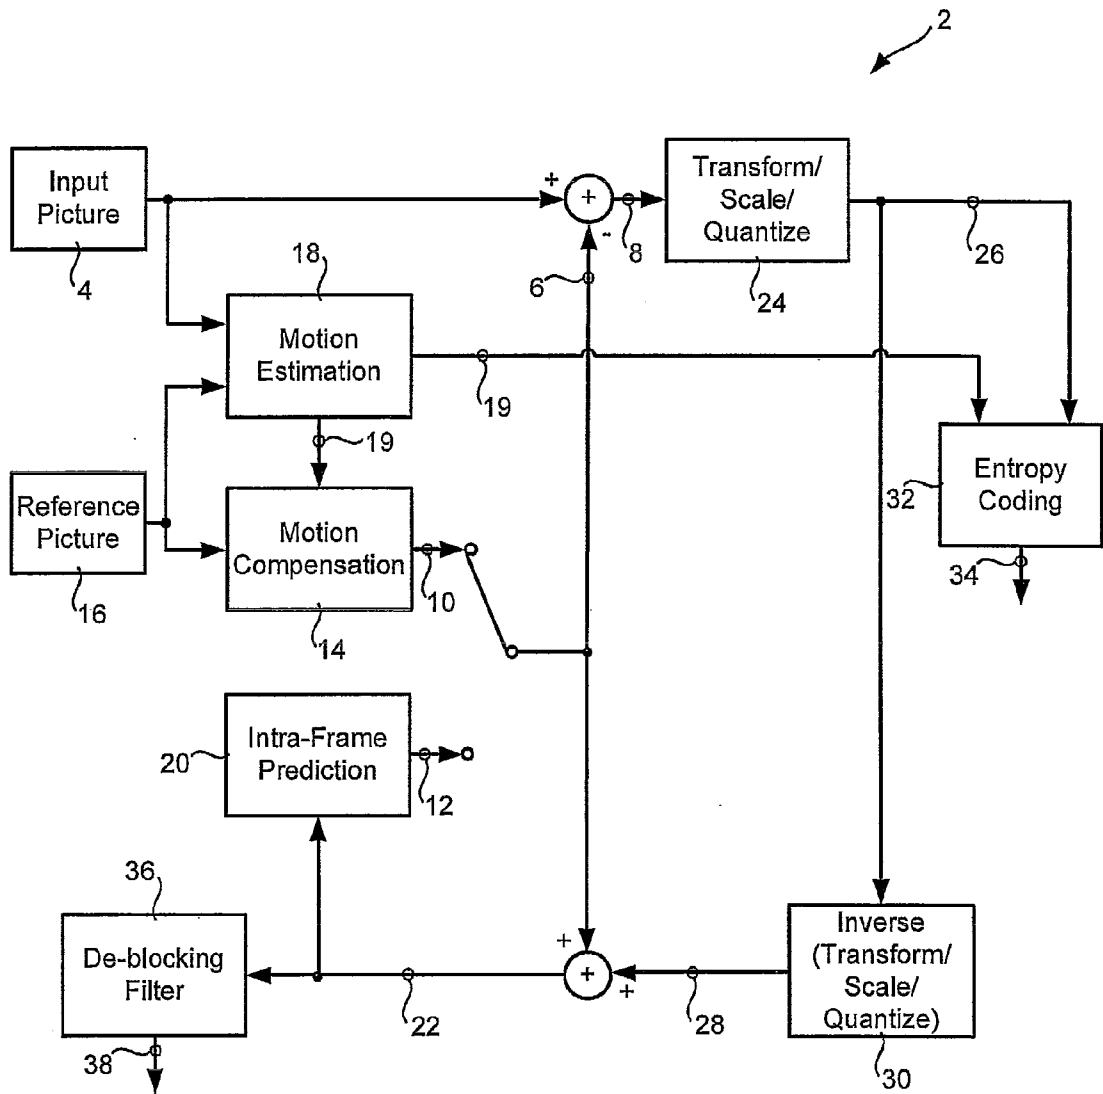 2
Input
Picture
4
+
+
-
8
Transform/
Scale/
Quantize
24
26
18
6
Motion
Estimation
19
19
Reference
Picture
16
Motion
Compensation
14
10
32
Entropy
Coding
34
20
Intra-Frame
Prediction
12
36
De-blocking
Filter
38
22
+
+
+
28
Inverse
(Transform/
Scale/
Quantize)
30